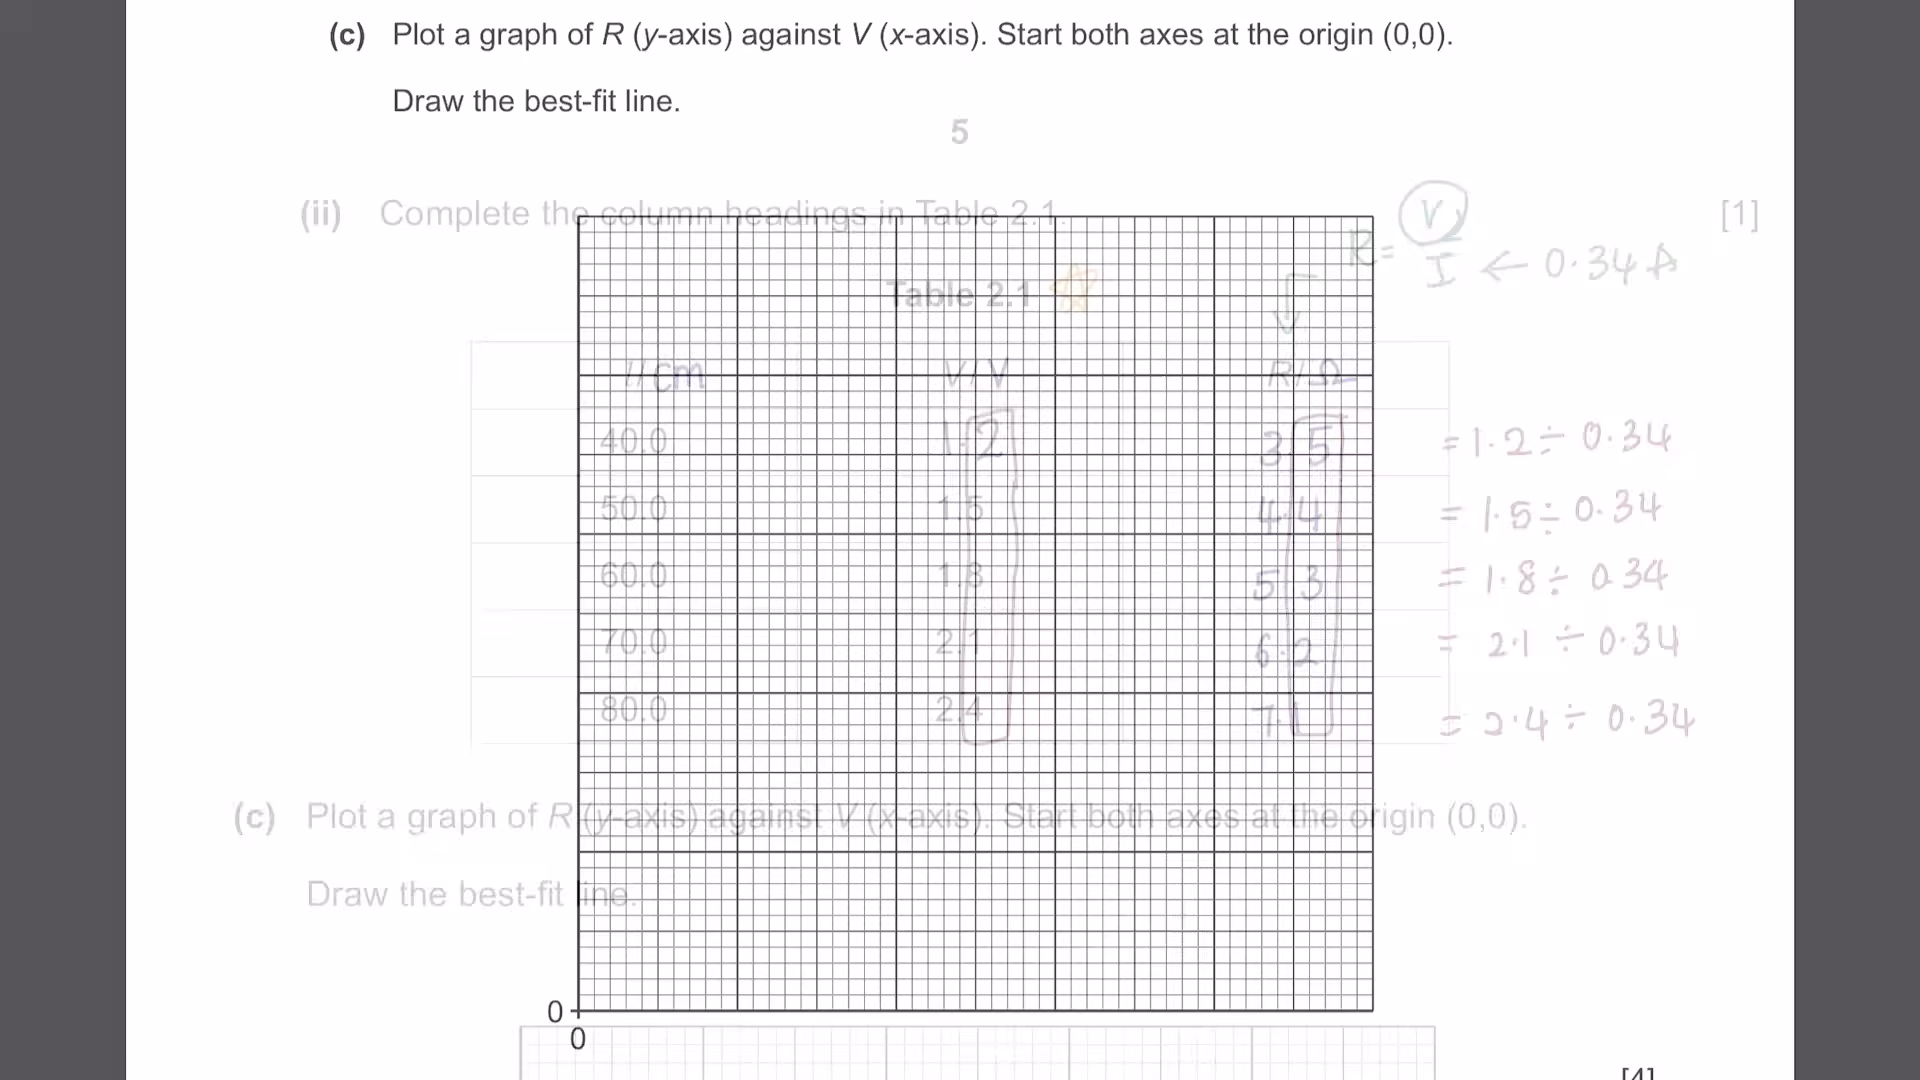 (c) Plot a graph of R (y-axis) against V (x-axis). Start both axes at the origin (0,0).
Draw the best-fit line.
5
(ii) Complete the column headings in Table 2.1. [1]
R = V / I ← 0.34 A
Table 2.1
l / cm V / V R / Ω
40.0 1.2 3.5 = 1.2 ÷ 0.34
50.0 1.5 4.4 = 1.5 ÷ 0.34
60.0 1.8 5.3 = 1.8 ÷ 0.34
70.0 2.1 6.2 = 2.1 ÷ 0.34
80.0 2.4 7.1 = 2.4 ÷ 0.34
(c) Plot a graph of R (y-axis) against V (x-axis). Start both axes at the origin (0,0).
Draw the best-fit line.
0
0
[4]